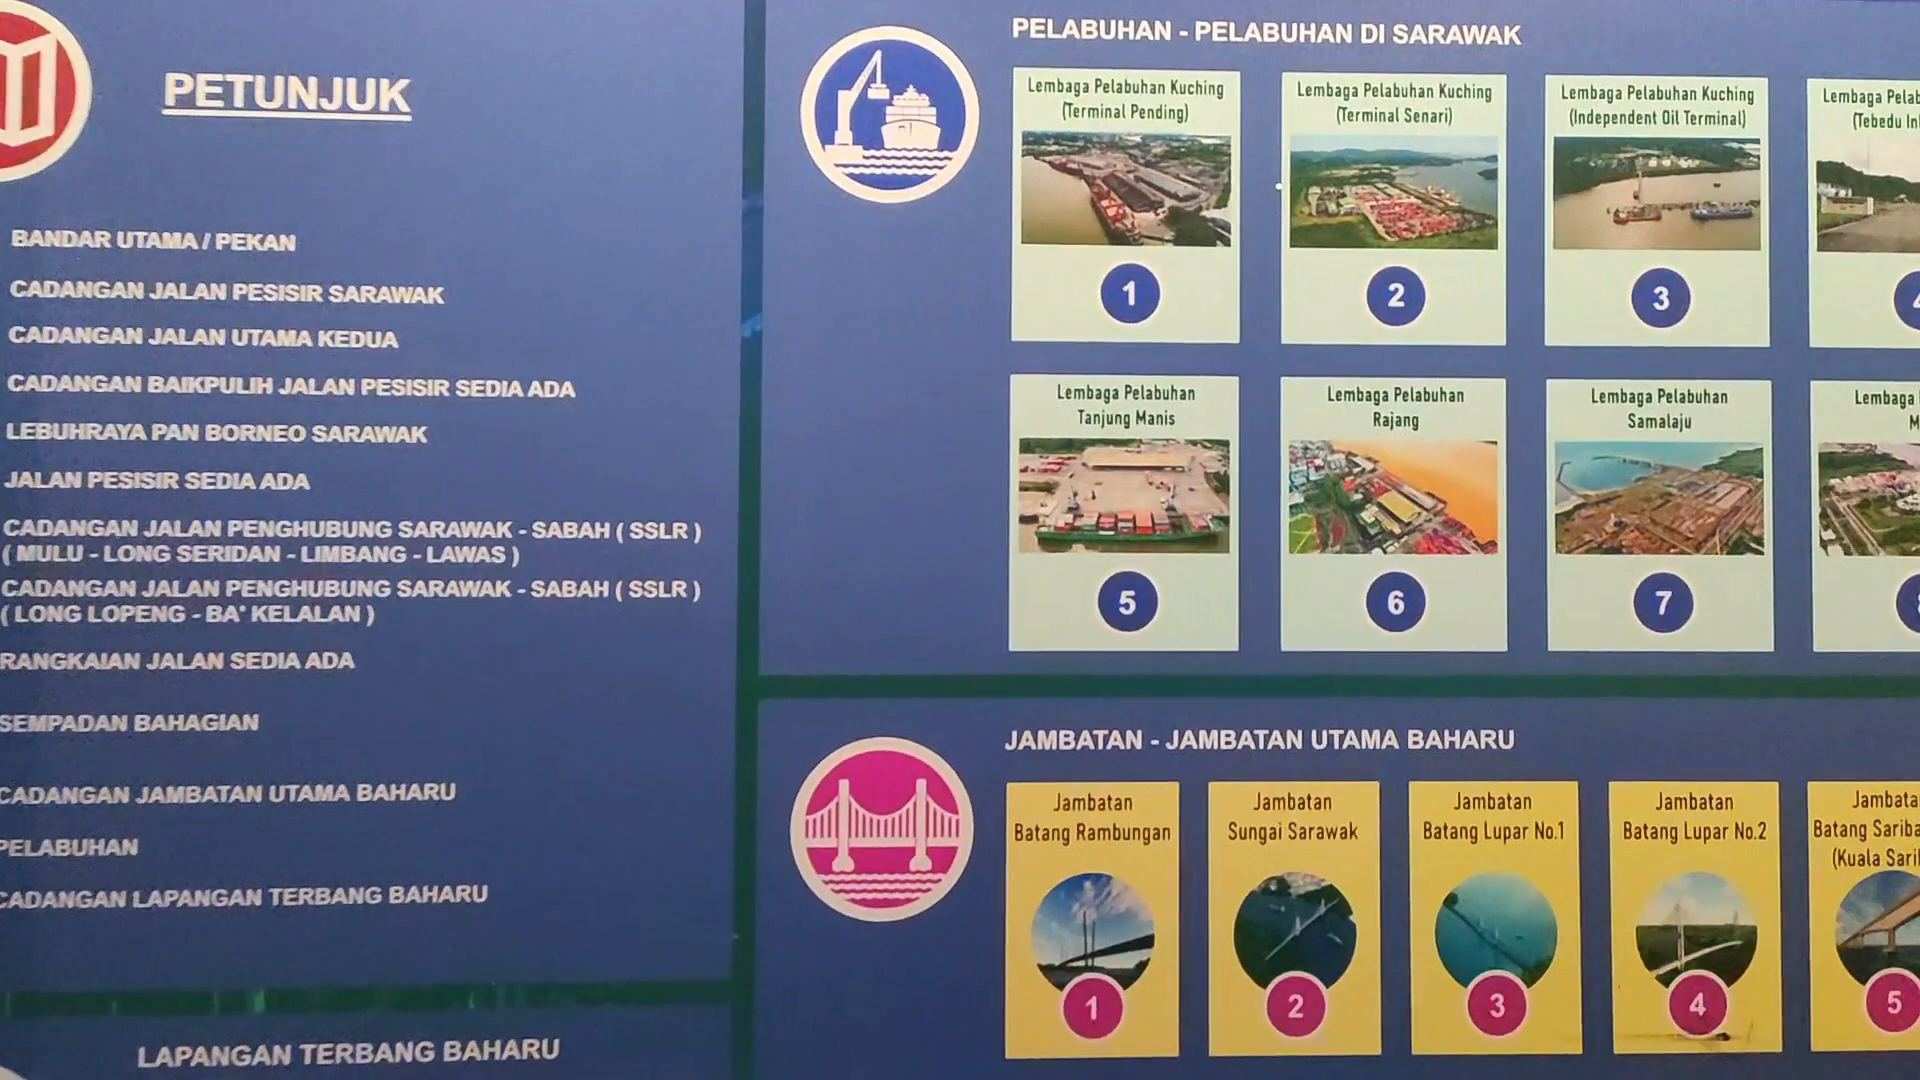 PETUNJUK
BANDAR UTAMA / PEKAN
CADANGAN JALAN PESISIR SARAWAK
CADANGAN JALAN UTAMA KEDUA
CADANGAN BAIKPULIH JALAN PESISIR SEDIA ADA
LEBUHRAYA PAN BORNEO SARAWAK
JALAN PESISIR SEDIA ADA
CADANGAN JALAN PENGHUBUNG SARAWAK - SABAH ( SSLR )
( MULU - LONG SERIDAN - LIMBANG - LAWAS )
CADANGAN JALAN PENGHUBUNG SARAWAK - SABAH ( SSLR )
( LONG LOPENG - BA' KELALAN )
RANGKAIAN JALAN SEDIA ADA
SEMPADAN BAHAGIAN
CADANGAN JAMBATAN UTAMA BAHARU
PELABUHAN
CADANGAN LAPANGAN TERBANG BAHARU
LAPANGAN TERBANG BAHARU
PELABUHAN - PELABUHAN DI SARAWAK
Lembaga Pelabuhan Kuching
(Terminal Pending)
1
Lembaga Pelabuhan Kuching
(Terminal Senari)
2
Lembaga Pelabuhan Kuching
(Independent Oil Terminal)
3
Lembaga
(Tebedu
Lembaga Pelabuhan
Tanjung Manis
5
Lembaga Pelabuhan
Rajang
6
Lembaga Pelabuhan
Samalaju
7
Lembaga
JAMBATAN - JAMBATAN UTAMA BAHARU
Jambatan
Batang Rambungan
1
Jambatan
Sungai Sarawak
2
Jambatan
Batang Lupar No.1
3
Jambatan
Batang Lupar No.2
4
Batang
(Kuala
5